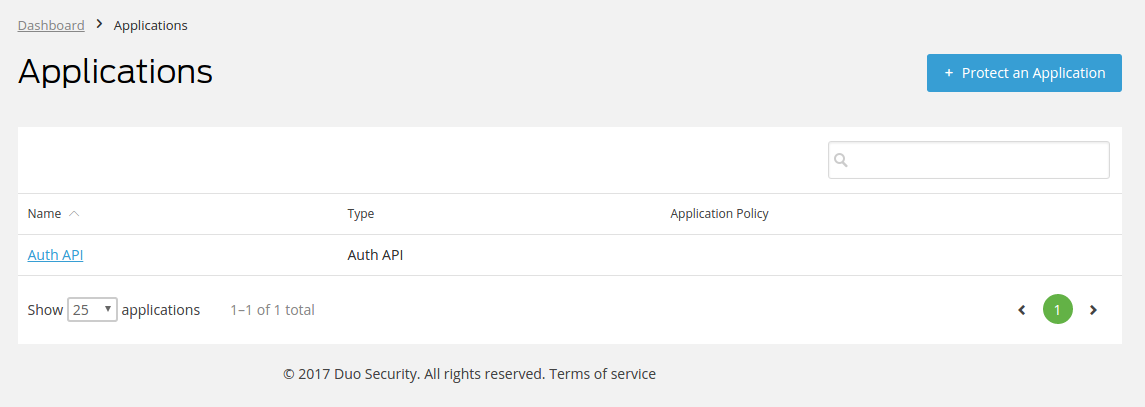 Dashboard > Applications
Applications
+ Protect an Application
Name Type Application Policy
Auth API Auth API
Show 25 applications 1–1 of 1 total
1
© 2017 Duo Security. All rights reserved. Terms of service